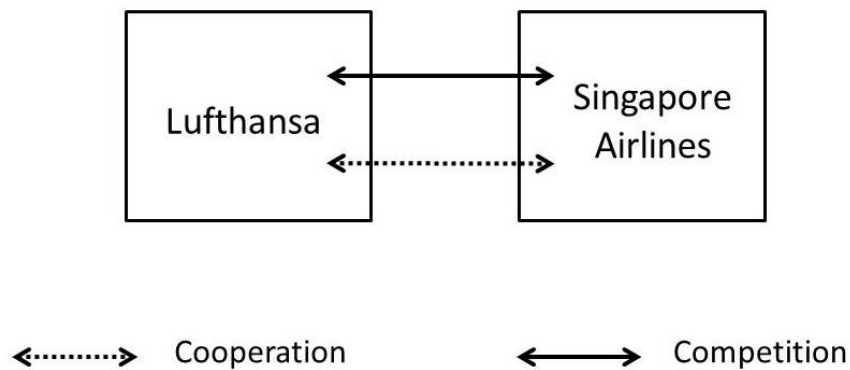 Lufthansa
Singapore
Airlines
Cooperation
Competition